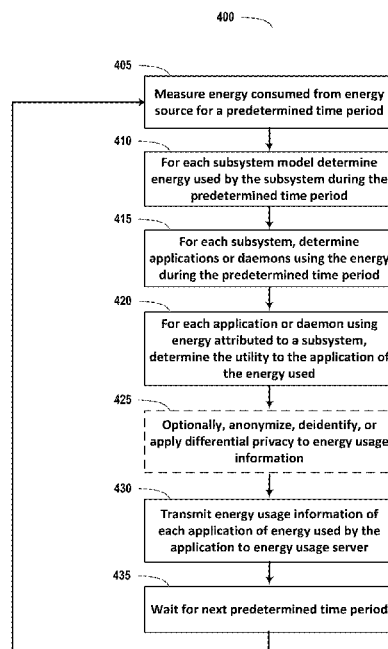 400
405
Measure energy consumed from energy
source for a predetermined time period
410
For each subsystem model determine
energy used by the subsystem during the
predetermined time period
415
For each subsystem, determine
applications or daemons using the energy
during the predetermined time period
420
For each application or daemon using
energy attributed to a subsystem,
determine the utility to the application of
the energy used
425
Optionally, anonymize, deidentify, or
apply differential privacy to energy usage
information
430
Transmit energy usage information of
each application of energy used by the
application to energy usage server
435
Wait for next predetermined time period